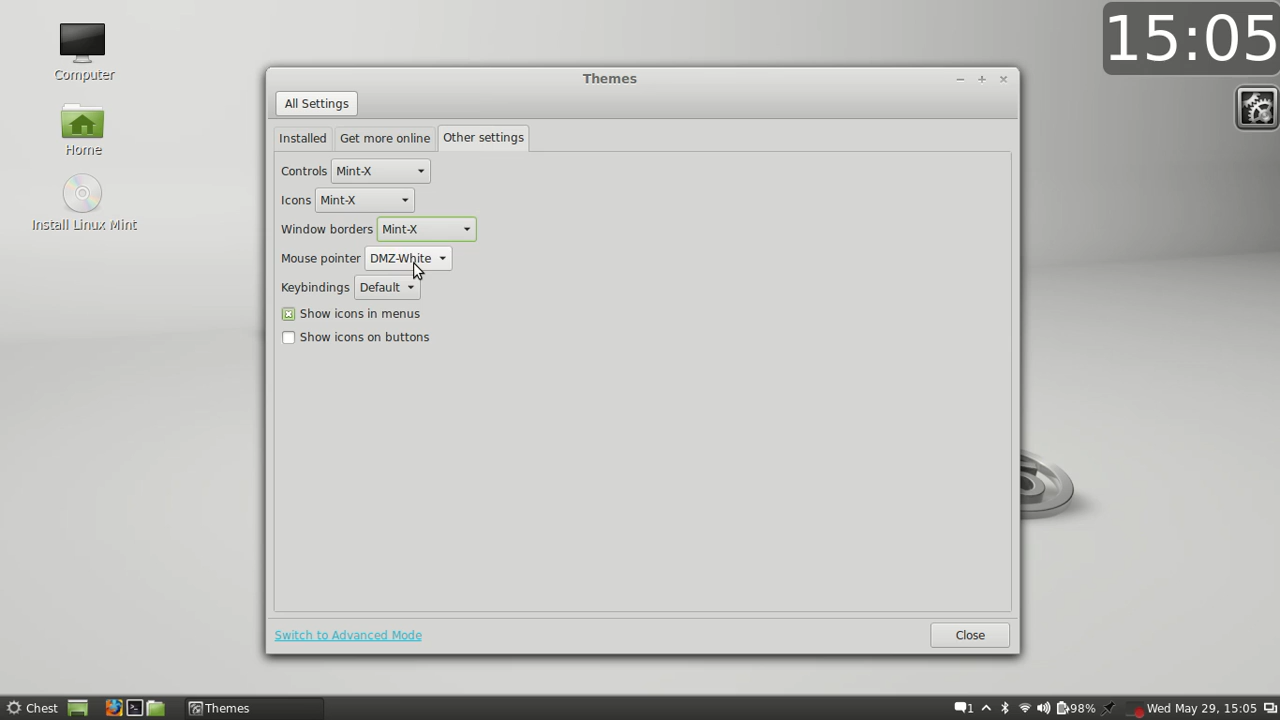 15:05
Computer
Home
Install Linux Mint
Themes
All Settings
Installed
Get more online
Other settings
Controls Mint-X
Icons Mint-X
Window borders Mint-X
Mouse pointer DMZ-White
Keybindings Default
Show icons in menus
Show icons on buttons
Switch to Advanced Mode
Close
Chest
Themes
1
98%
Wed May 29, 15:05